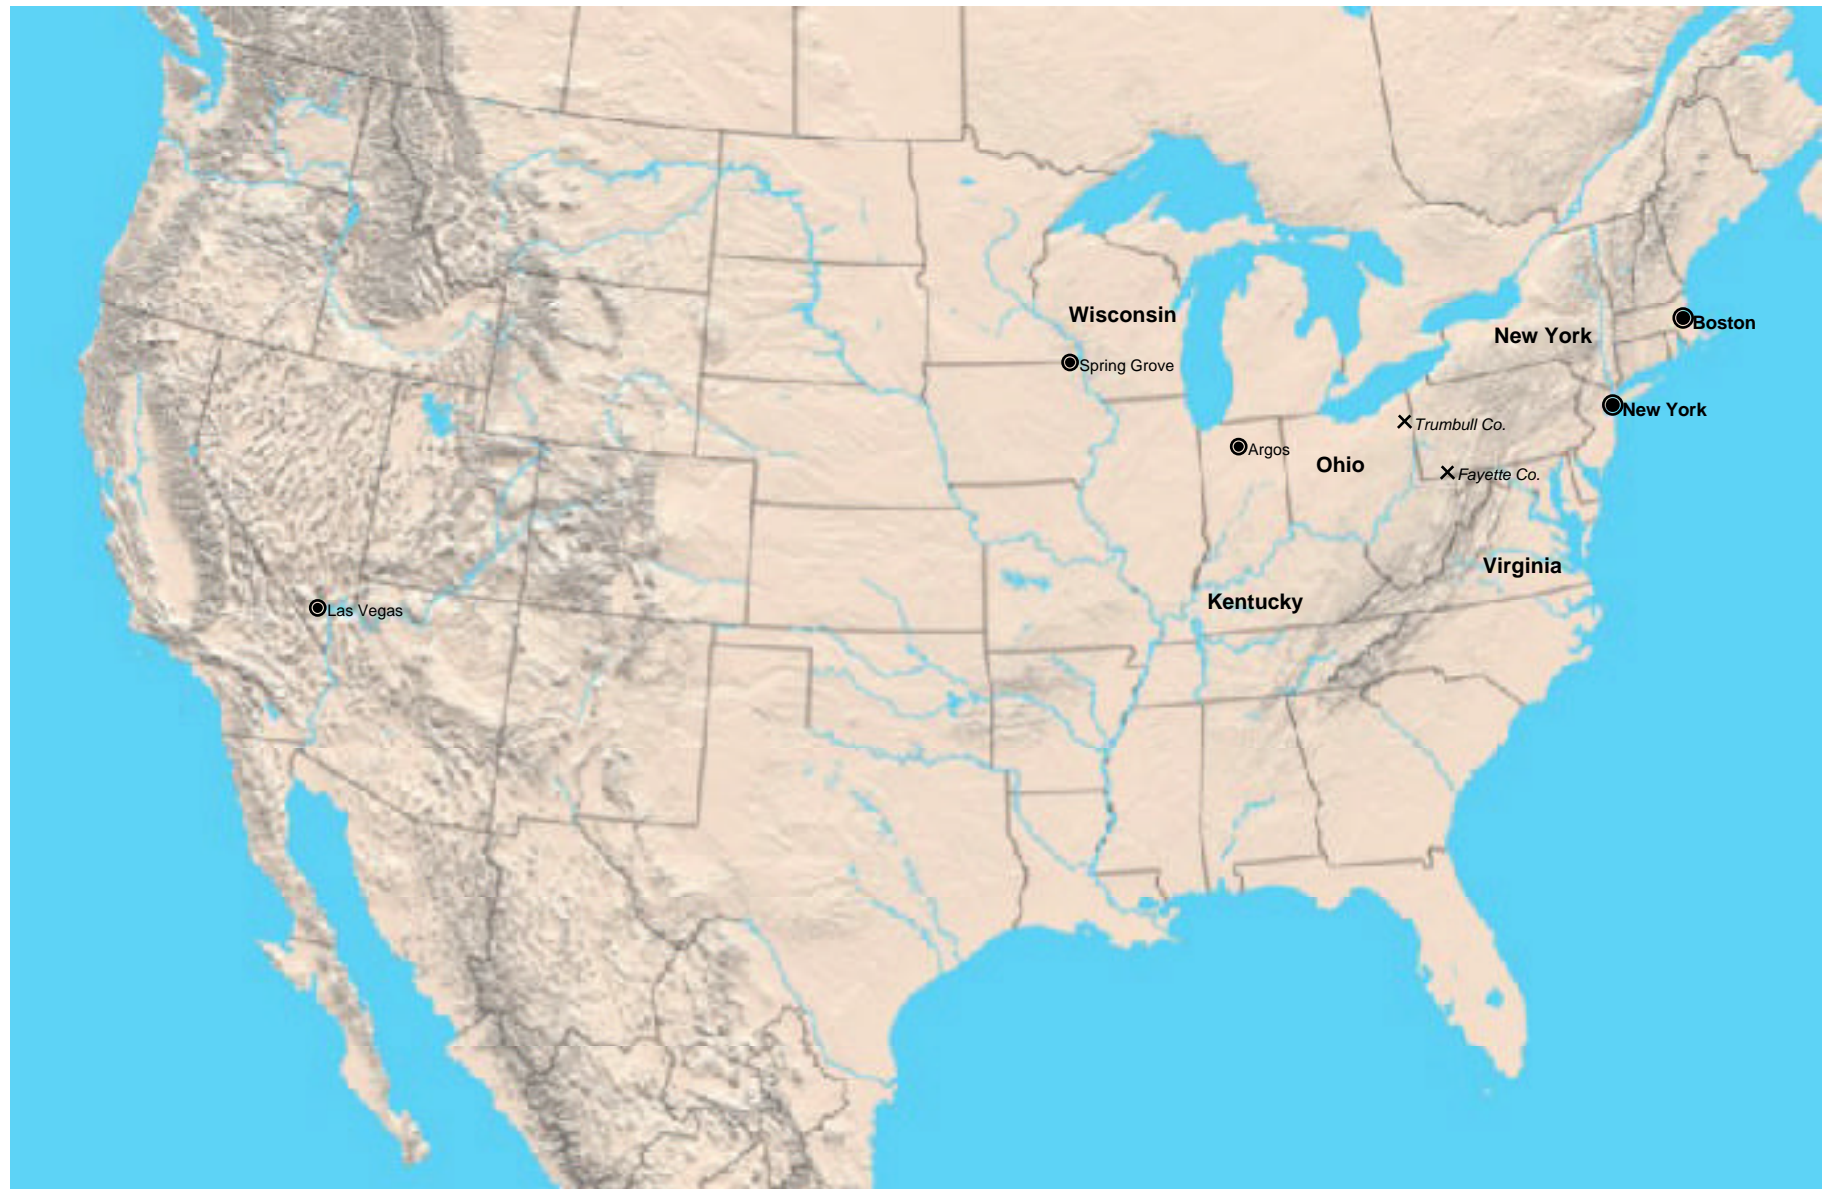 Wisconsin
Boston
New York
Spring Grove
New York
Trumbull Co.
Argos
Ohio
Fayette Co.
Virginia
Kentucky
Las Vegas